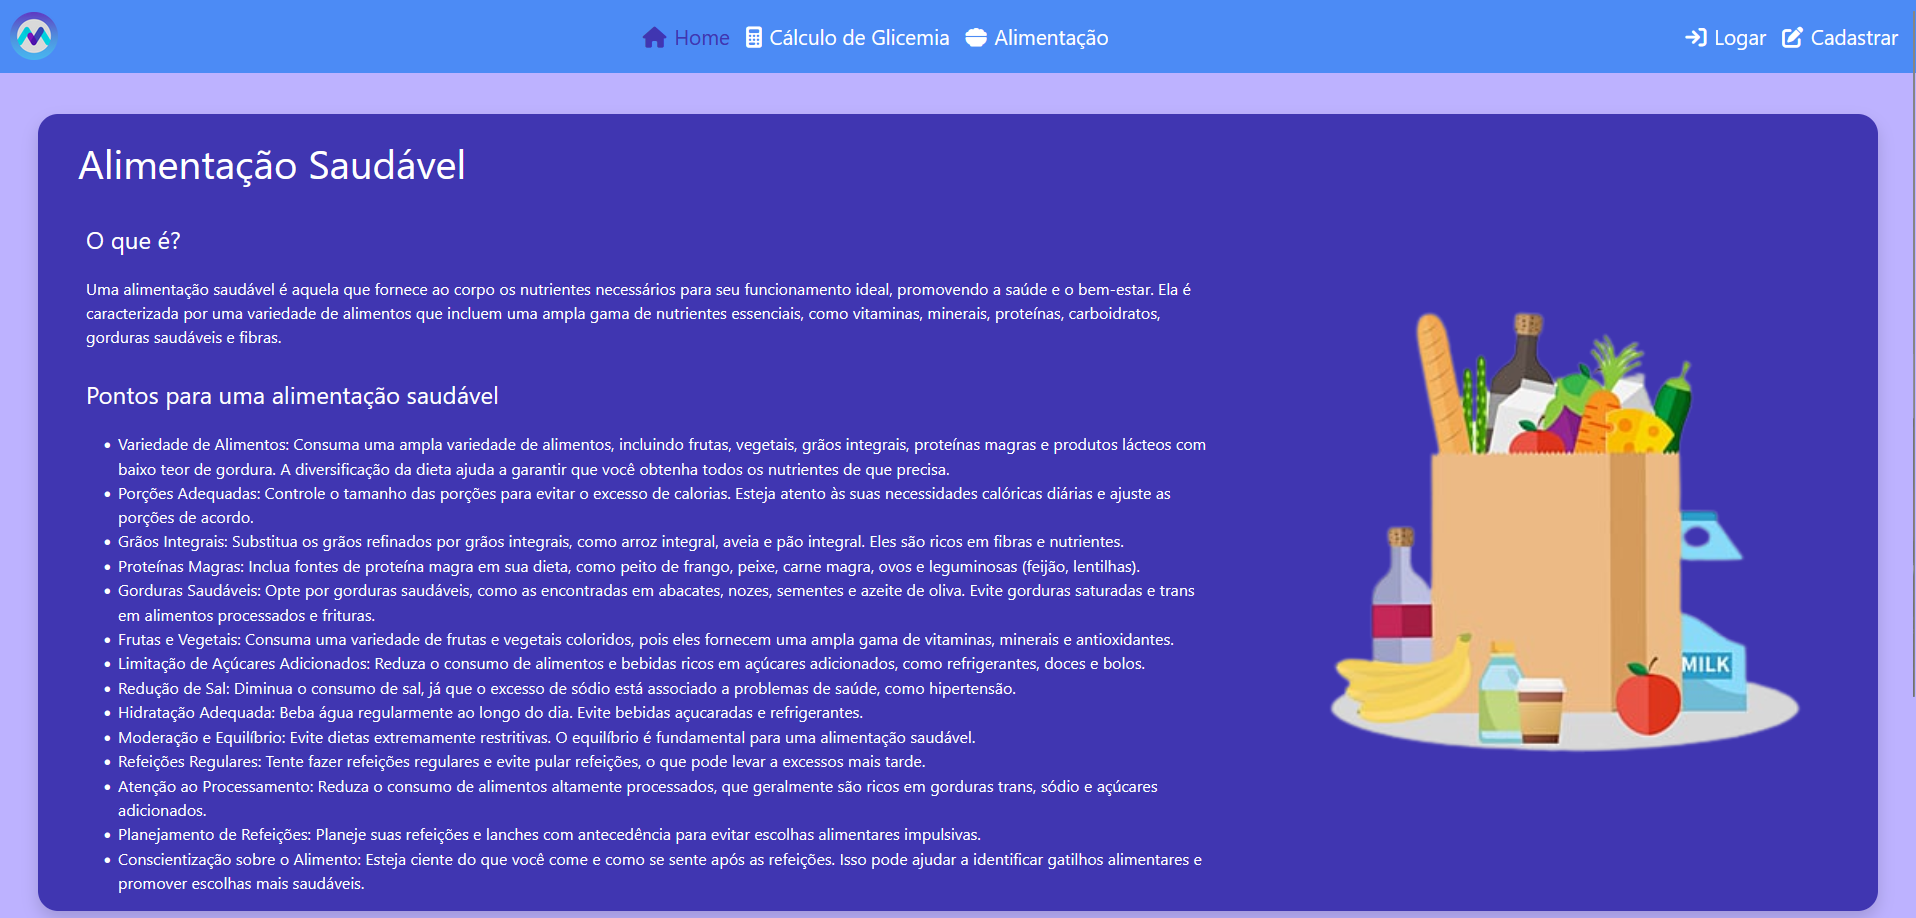 Home Cálculo de Glicemia Alimentação Logar Cadastrar
Alimentação Saudável
O que é?
Uma alimentação saudável é aquela que fornece ao corpo os nutrientes necessários para seu funcionamento ideal, promovendo a saúde e o bem-estar. Ela é
caracterizada por uma variedade de alimentos que incluem uma ampla gama de nutrientes essenciais, como vitaminas, minerais, proteínas, carboidratos,
gorduras saudáveis e fibras.
Pontos para uma alimentação saudável
• Variedade de Alimentos: Consuma uma ampla variedade de alimentos, incluindo frutas, vegetais, grãos integrais, proteínas magras e produtos lácteos com
baixo teor de gordura. A diversificação da dieta ajuda a garantir que você obtenha todos os nutrientes de que precisa.
• Porções Adequadas: Controle o tamanho das porções para evitar o excesso de calorias. Esteja atento às suas necessidades calóricas diárias e ajuste as
porções de acordo.
• Grãos Integrais: Substitua os grãos refinados por grãos integrais, como arroz integral, aveia e pão integral. Eles são ricos em fibras e nutrientes.
• Proteínas Magras: Inclua fontes de proteína magra em sua dieta, como peito de frango, peixe, carne magra, ovos e leguminosas (feijão, lentilhas).
• Gorduras Saudáveis: Opte por gorduras saudáveis, como as encontradas em abacates, nozes, sementes e azeite de oliva. Evite gorduras saturadas e trans
em alimentos processados e frituras.
• Frutas e Vegetais: Consuma uma variedade de frutas e vegetais coloridos, pois eles fornecem uma ampla gama de vitaminas, minerais e antioxidantes.
• Limitação de Açúcares Adicionados: Reduza o consumo de alimentos e bebidas ricos em açúcares adicionados, como refrigerantes, doces e bolos.
• Redução de Sal: Diminua o consumo de sal, já que o excesso de sódio está associado a problemas de saúde, como hipertensão.
• Hidratação Adequada: Beba água regularmente ao longo do dia. Evite bebidas açucaradas e refrigerantes.
• Moderação e Equilíbrio: Evite dietas extremamente restritivas. O equilíbrio é fundamental para uma alimentação saudável.
• Refeições Regulares: Tente fazer refeições regulares e evite pular refeições, o que pode levar a excessos mais tarde.
• Atenção ao Processamento: Reduza o consumo de alimentos altamente processados, que geralmente são ricos em gorduras trans, sódio e açúcares
adicionados.
• Planejamento de Refeições: Planeje suas refeições e lanches com antecedência para evitar escolhas alimentares impulsivas.
• Conscientização sobre o Alimento: Esteja ciente do que você come e como se sente após as refeições. Isso pode ajudar a identificar gatilhos alimentares e
promover escolhas mais saudáveis.
MILK